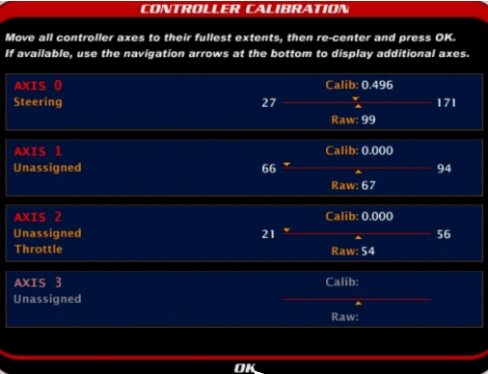 CONTROLLER CALIBRATION
Move all controller axes to their fullest extents, then re-center and press OK.
If available, use the navigation arrows at the bottom to display additional axes.
AXIS 0
Steering
Calib: 0.496
27
171
Raw: 99
AXIS 1
Unassigned
Calib: 0.000
66
94
Raw: 67
AXIS 2
Unassigned
Throttle
Calib: 0.000
21
56
Raw: 54
AXIS 3
Unassigned
Calib:
Raw:
OK